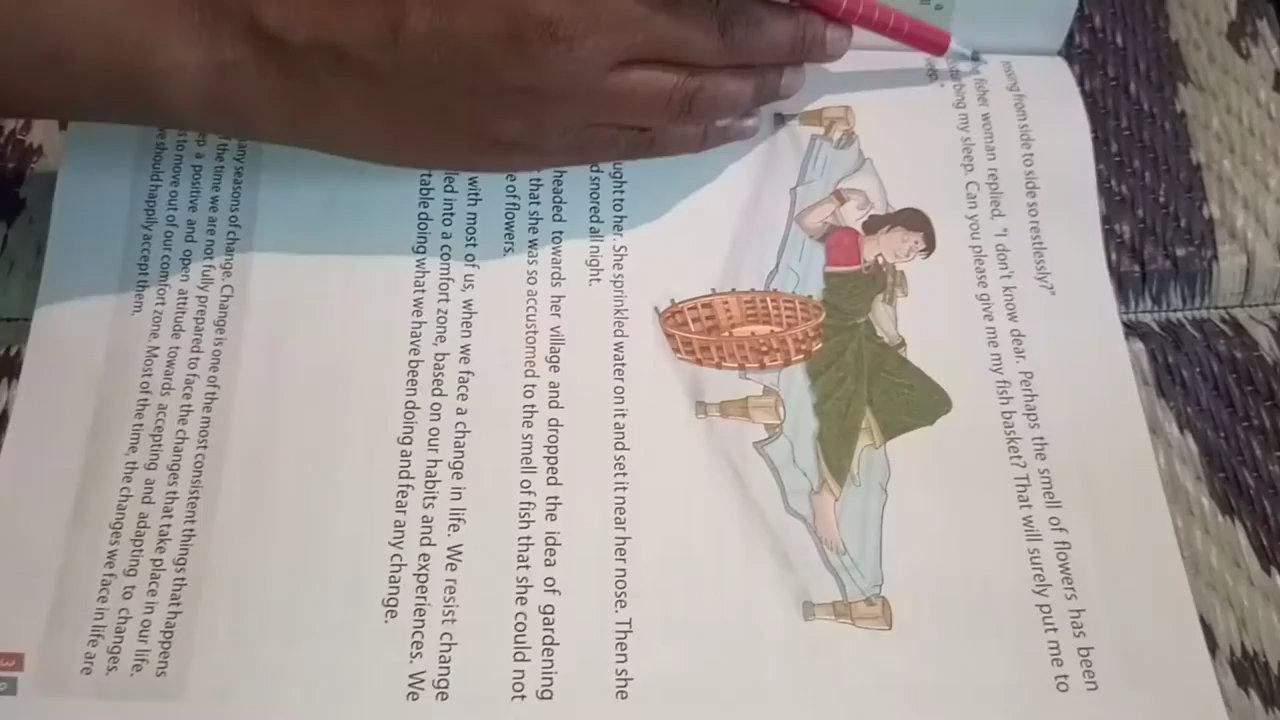 from side to side so restlessly?"
fisher woman replied, "I don't know dear. Perhaps the smell of flowers has been
my sleep. Can you please give me my fish basket? That will surely put me to
to her. She sprinkled water on it and set it near her nose. Then she
snored all night.
headed towards her village and dropped the idea of gardening
that she was so accustomed to the smell of fish that she could not
of flowers.
with most of us, when we face a change in life. We resist change
into a comfort zone, based on our habits and experiences. We
doing what we have been doing and fear any change.
any seasons of change. Change is one of the most consistent things that happens
the time we are not fully prepared to face the changes that take place in our life.
a positive and open attitude towards accepting and adapting to changes.
to move out of our comfort zone. Most of the time, the changes we face in life are
should happily accept them.
3